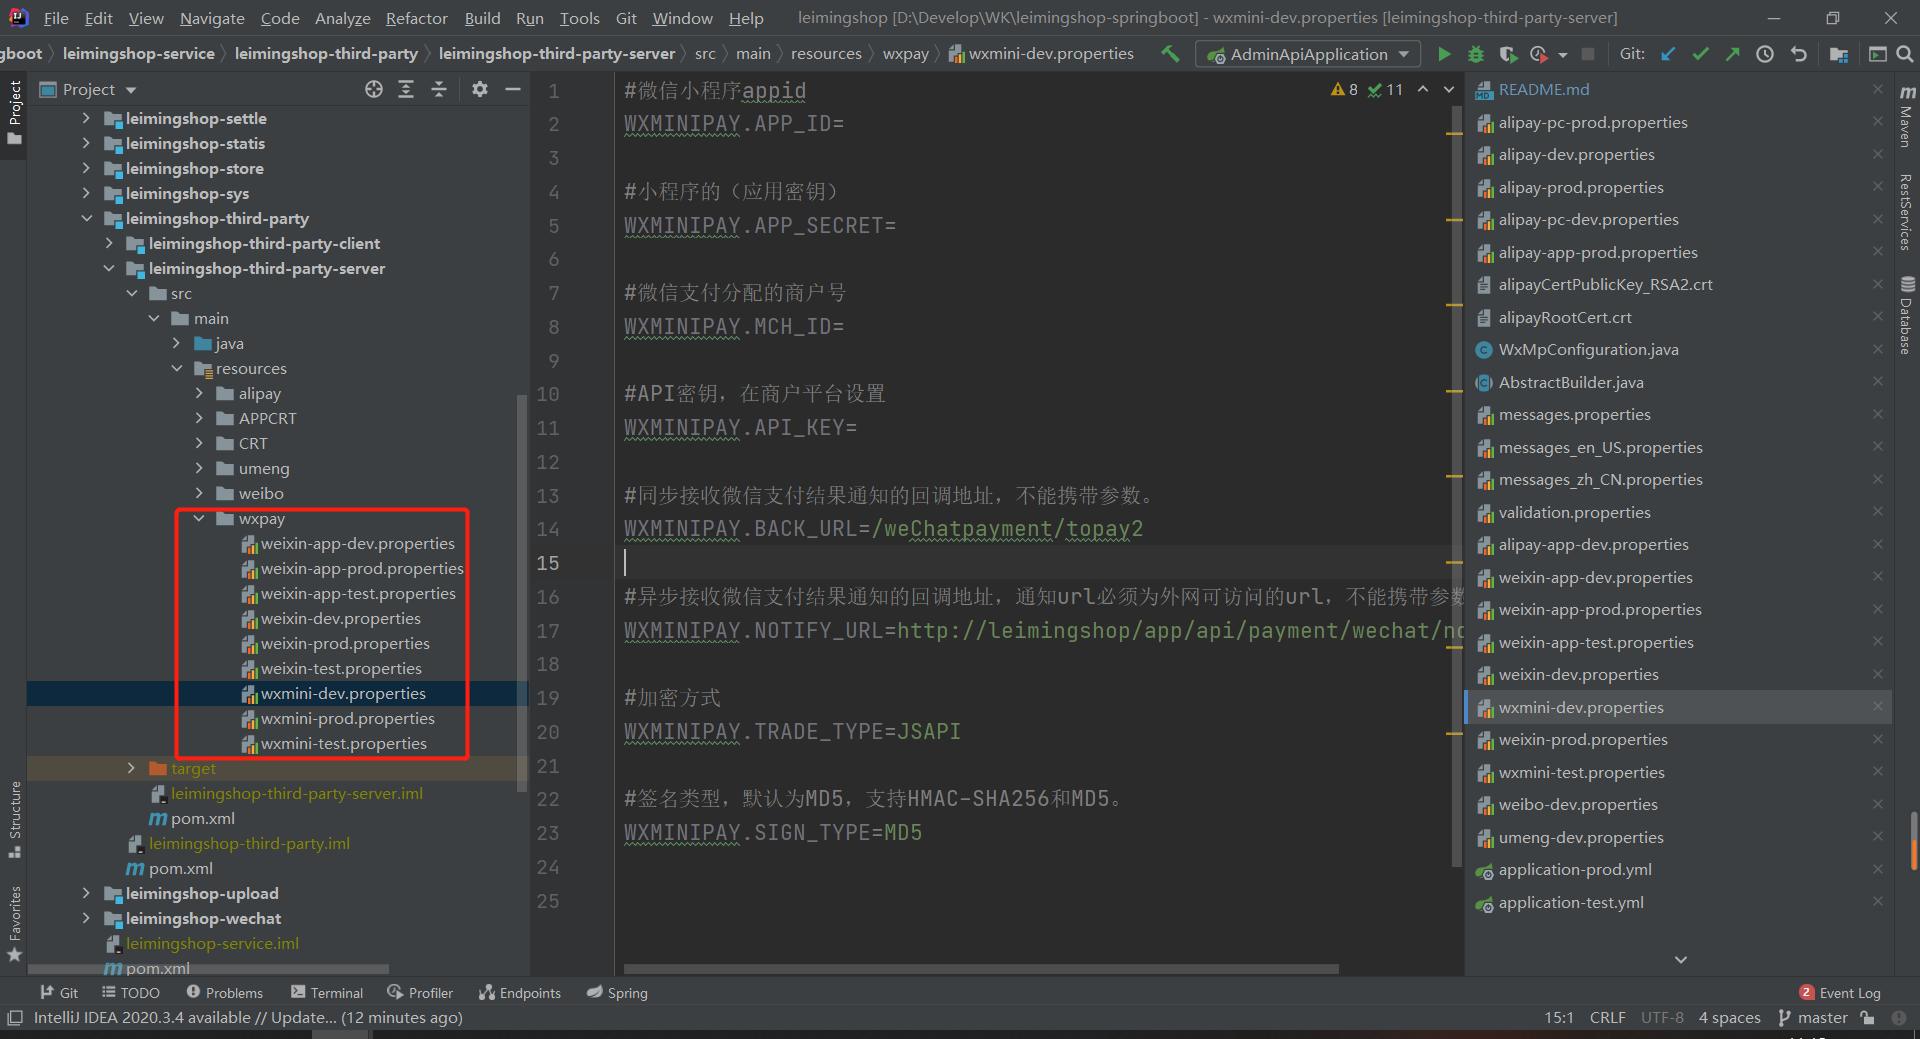 File Edit View Navigate Code Analyze Refactor Build Run Tools Git Window Help leimingshop [D:\Develop\WK\leimingshop-springboot] - wxmini-dev.properties [leimingshop-third-party-server]
gboot leimingshop-service leimingshop-third-party leimingshop-third-party-server src main resources wxpay wxmini-dev.properties AdminApiApplication Git:
Project
Project
leimingshop-settle
leimingshop-statis
leimingshop-store
leimingshop-sys
leimingshop-third-party
leimingshop-third-party-client
leimingshop-third-party-server
src
main
java
resources
alipay
APPCRT
CRT
umeng
weibo
wxpay
weixin-app-dev.properties
weixin-app-prod.properties
weixin-app-test.properties
weixin-dev.properties
weixin-prod.properties
weixin-test.properties
wxmini-dev.properties
wxmini-prod.properties
wxmini-test.properties
target
leimingshop-third-party-server.iml
pom.xml
leimingshop-third-party.iml
pom.xml
leimingshop-upload
leimingshop-wechat
leimingshop-service.iml
pom.xml
Structure
Favorites
8 11
1 #微信小程序appid
2 WXMINIPAY.APP_ID=
3
4 #小程序的（应用密钥）
5 WXMINIPAY.APP_SECRET=
6
7 #微信支付分配的商户号
8 WXMINIPAY.MCH_ID=
9
10 #API密钥，在商户平台设置
11 WXMINIPAY.API_KEY=
12
13 #同步接收微信支付结果通知的回调地址，不能携带参数。
14 WXMINIPAY.BACK_URL=/weChatpayment/topay2
15
16 #异步接收微信支付结果通知的回调地址，通知url必须为外网可访问的url，不能携带参数
17 WXMINIPAY.NOTIFY_URL=http://leimingshop/app/api/payment/wechat/no
18
19 #加密方式
20 WXMINIPAY.TRADE_TYPE=JSAPI
21
22 #签名类型，默认为MD5，支持HMAC-SHA256和MD5。
23 WXMINIPAY.SIGN_TYPE=MD5
24
25
README.md
alipay-pc-prod.properties
alipay-dev.properties
alipay-prod.properties
alipay-pc-dev.properties
alipay-app-prod.properties
alipayCertPublicKey_RSA2.crt
alipayRootCert.crt
WxMpConfiguration.java
AbstractBuilder.java
messages.properties
messages_en_US.properties
messages_zh_CN.properties
validation.properties
alipay-app-dev.properties
weixin-app-dev.properties
weixin-app-prod.properties
weixin-app-test.properties
weixin-dev.properties
wxmini-dev.properties
weixin-prod.properties
wxmini-test.properties
weibo-dev.properties
umeng-dev.properties
application-prod.yml
application-test.yml
Maven
RestServices
Database
Git TODO Problems Terminal Profiler Endpoints Spring 2 Event Log
IntelliJ IDEA 2020.3.4 available // Update... (12 minutes ago) 15:1 CRLF UTF-8 4 spaces master